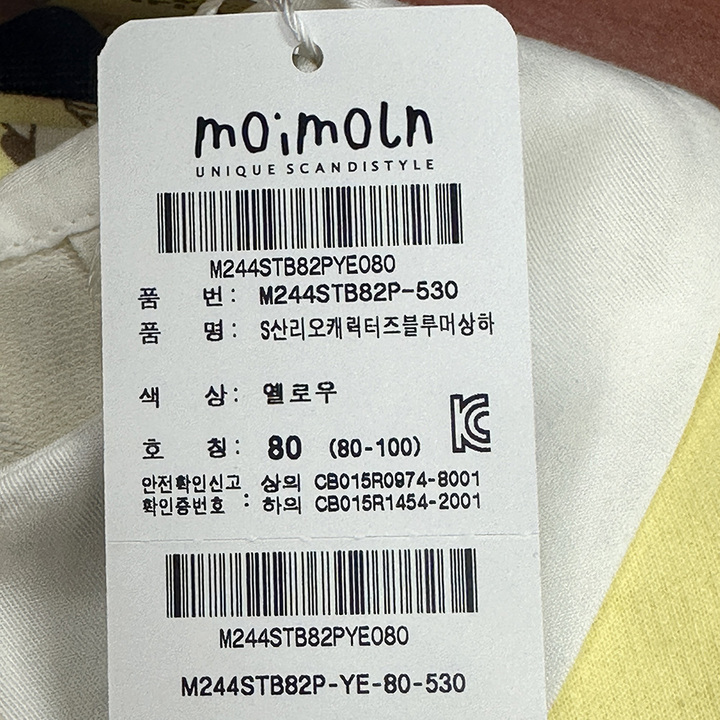 moimoln
UNIQUE SCANDISTYLE
M244STB82PYE080
품 번 : M244STB82P-530
품 명 : S산리오캐릭터즈블루머상하
색 상 : 옐로우
호 칭 : 80 (80-100)
안전확인신고 상의 CB015R0974-8001
확인증번호 : 하의 CB015R1454-2001
M244STB82PYE080
M244STB82P-YE-80-530